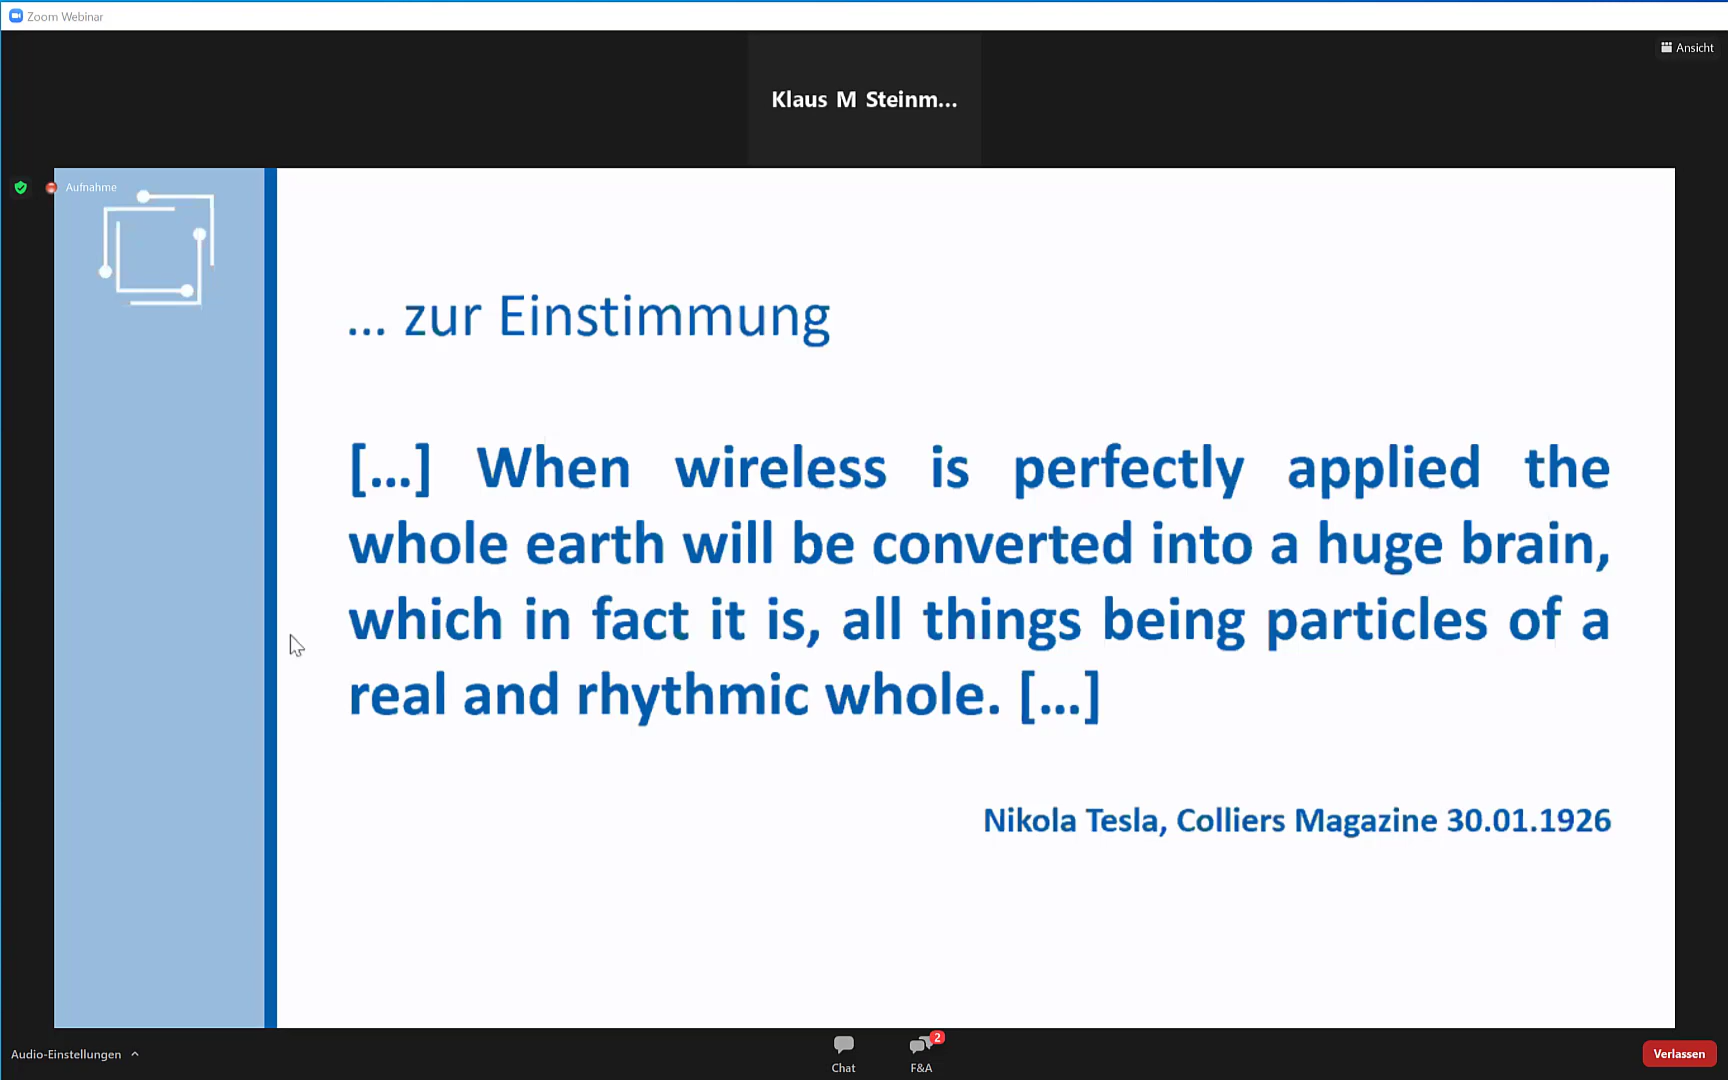 Zoom Webinar
Ansicht
Klaus M Steinm...
Aufnahme
... zur Einstimmung
[...] When wireless is perfectly applied the
whole earth will be converted into a huge brain,
which in fact it is, all things being particles of a
real and rhythmic whole. [...]
Nikola Tesla, Colliers Magazine 30.01.1926
Audio-Einstellungen
Chat
2
F&A
Verlassen